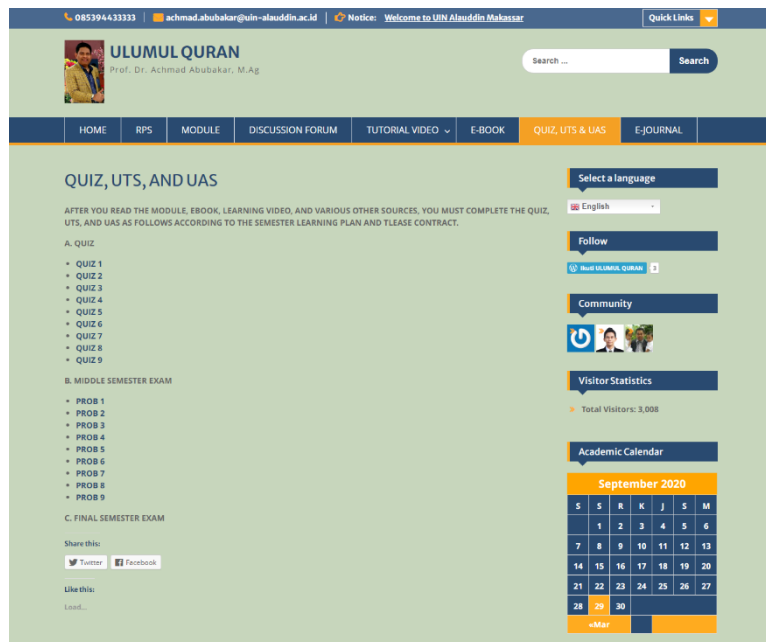 085394433333 | achmad.abubakar@uin-alauddin.ac.id | Notice: Welcome to UIN Alauddin Makassar
Quick Links
ULUMUL QURAN
Prof. Dr. Achmad Abubakar, M.Ag
Search ...
Search
HOME RPS MODULE DISCUSSION FORUM TUTORIAL VIDEO E-BOOK QUIZ, UTS & UAS E-JOURNAL
QUIZ, UTS, AND UAS
AFTER YOU READ THE MODULE, EBOOK, LEARNING VIDEO, AND VARIOUS OTHER SOURCES, YOU MUST COMPLETE THE QUIZ,
UTS, AND UAS AS FOLLOWS ACCORDING TO THE SEMESTER LEARNING PLAN AND TLEASE CONTRACT.
A. QUIZ
QUIZ 1
QUIZ 2
QUIZ 3
QUIZ 4
QUIZ 5
QUIZ 6
QUIZ 7
QUIZ 8
QUIZ 9
B. MIDDLE SEMESTER EXAM
PROB 1
PROB 2
PROB 3
PROB 4
PROB 5
PROB 6
PROB 7
PROB 8
PROB 9
C. FINAL SEMESTER EXAM
Share this:
Twitter Facebook
Like this:
Load...
Select a language
English
Follow
Ikuti ULUMUL QURAN 3
Community
Visitor Statistics
Total Visitors: 3,008
Academic Calendar
September 2020
S S R K J S M
1 2 3 4 5 6
7 8 9 10 11 12 13
14 15 16 17 18 19 20
21 22 23 24 25 26 27
28 29 30
«Mar